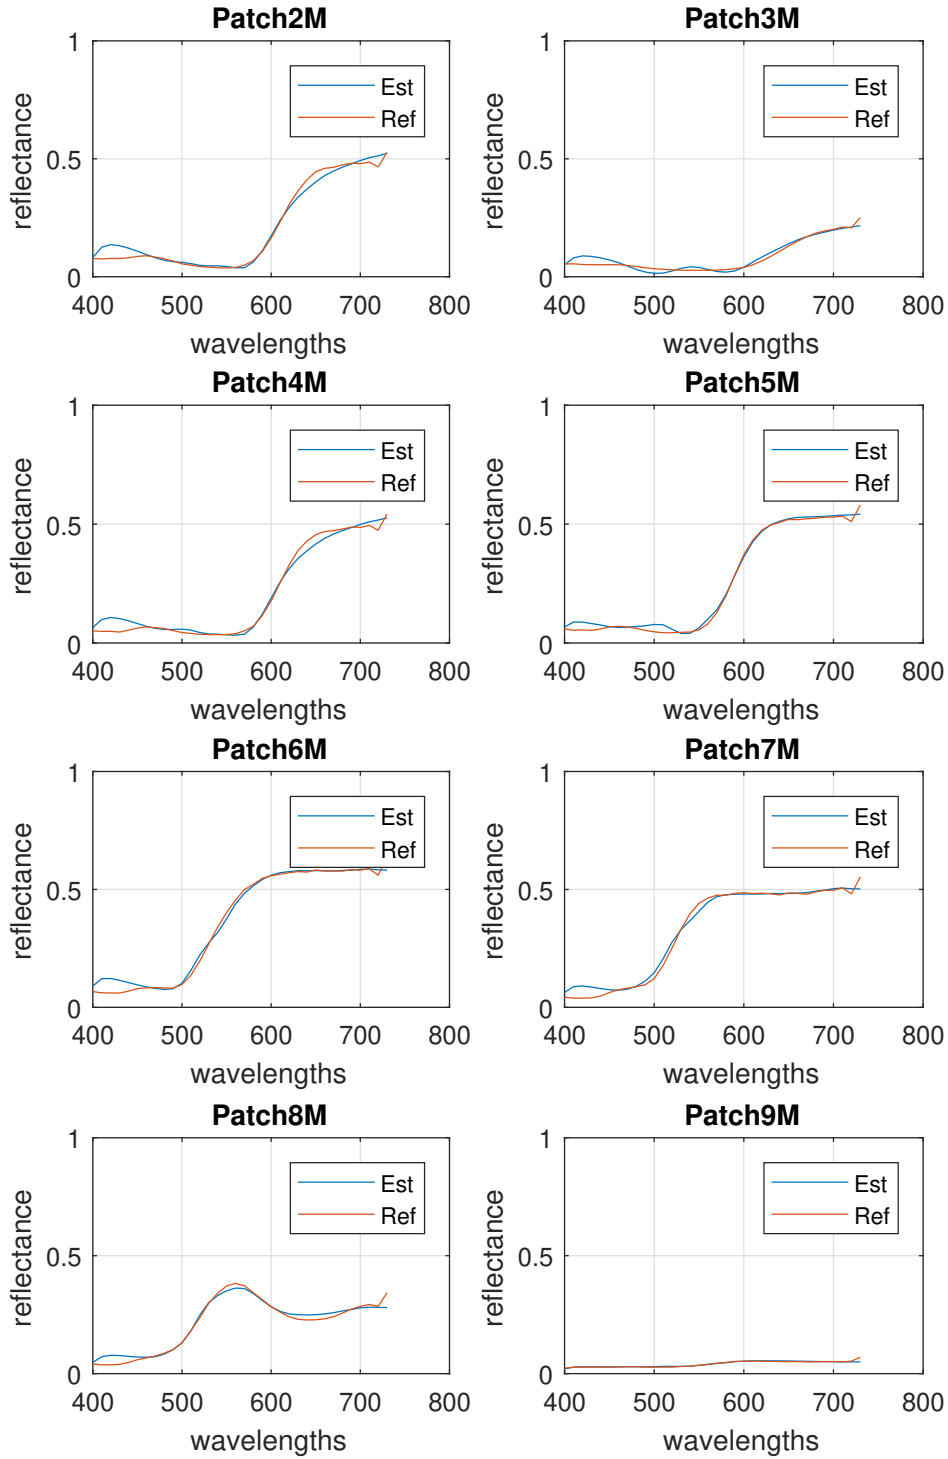 Patch2M
1
0.5
0
reflectance
Est
Ref
400 500 600 700 800
wavelengths
Patch3M
1
0.5
0
reflectance
Est
Ref
400 500 600 700 800
wavelengths
Patch4M
1
0.5
0
reflectance
Est
Ref
400 500 600 700 800
wavelengths
Patch5M
1
0.5
0
reflectance
Est
Ref
400 500 600 700 800
wavelengths
Patch6M
1
0.5
0
reflectance
Est
Ref
400 500 600 700 800
wavelengths
Patch7M
1
0.5
0
reflectance
Est
Ref
400 500 600 700 800
wavelengths
Patch8M
1
0.5
0
reflectance
Est
Ref
400 500 600 700 800
wavelengths
Patch9M
1
0.5
0
reflectance
Est
Ref
400 500 600 700 800
wavelengths